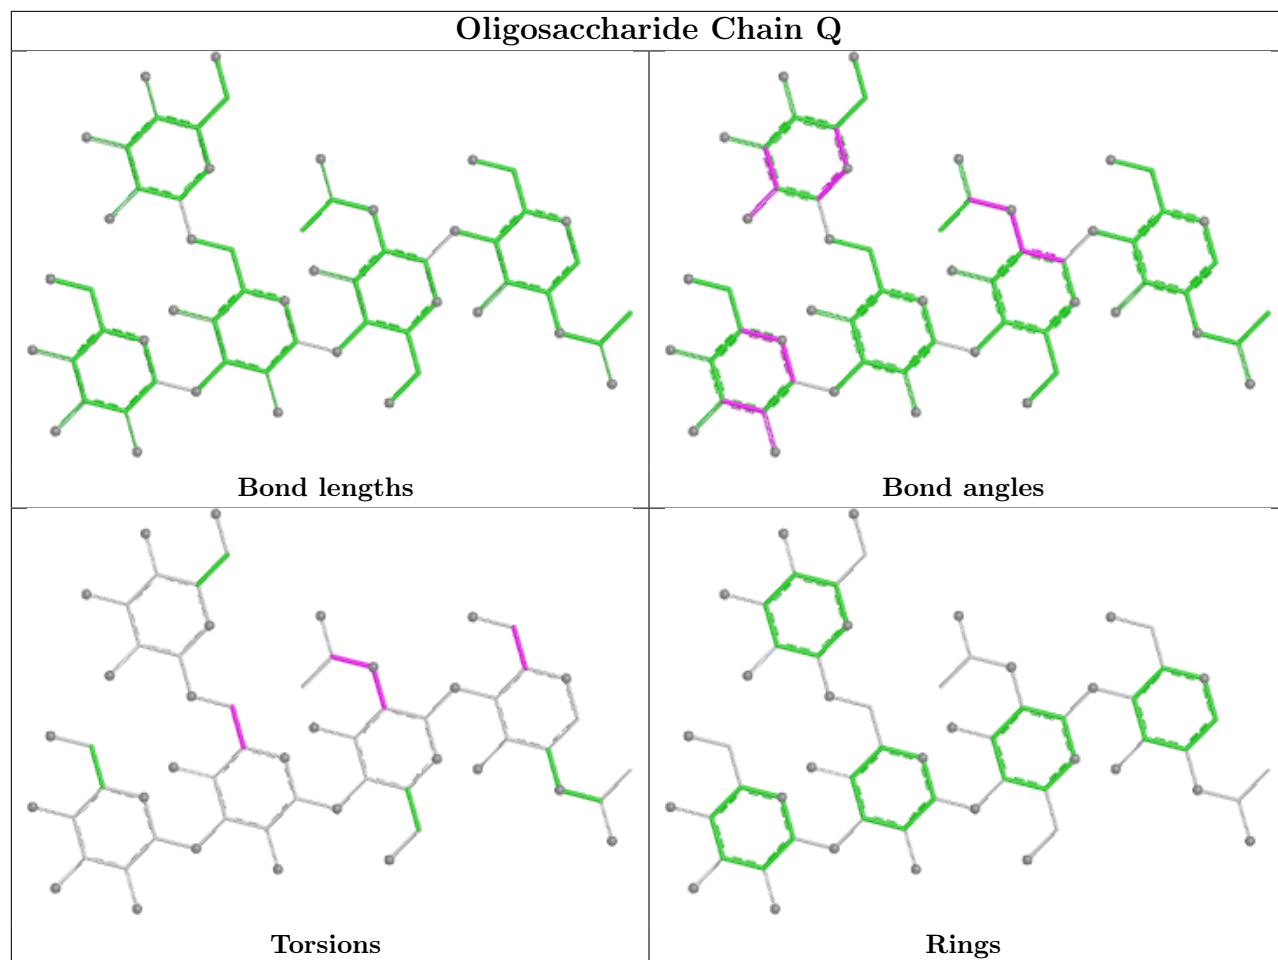 Oligosaccharide Chain Q
Bond lengths
Bond angles
Torsions
Rings